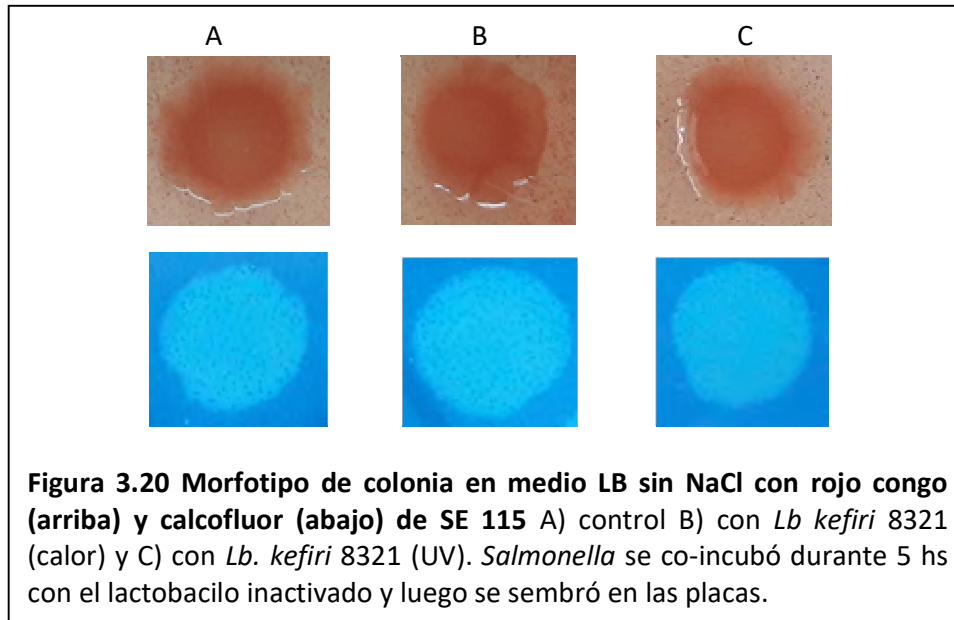 A B C
Figura 3.20 Morfotipo de colonia en medio LB sin NaCl con rojo congo
(arriba) y calcofluor (abajo) de SE 115 A) control B) con Lb kefiri 8321
(calor) y C) con Lb. kefiri 8321 (UV). Salmonella se co-incubó durante 5 hs
con el lactobacilo inactivado y luego se sembró en las placas.